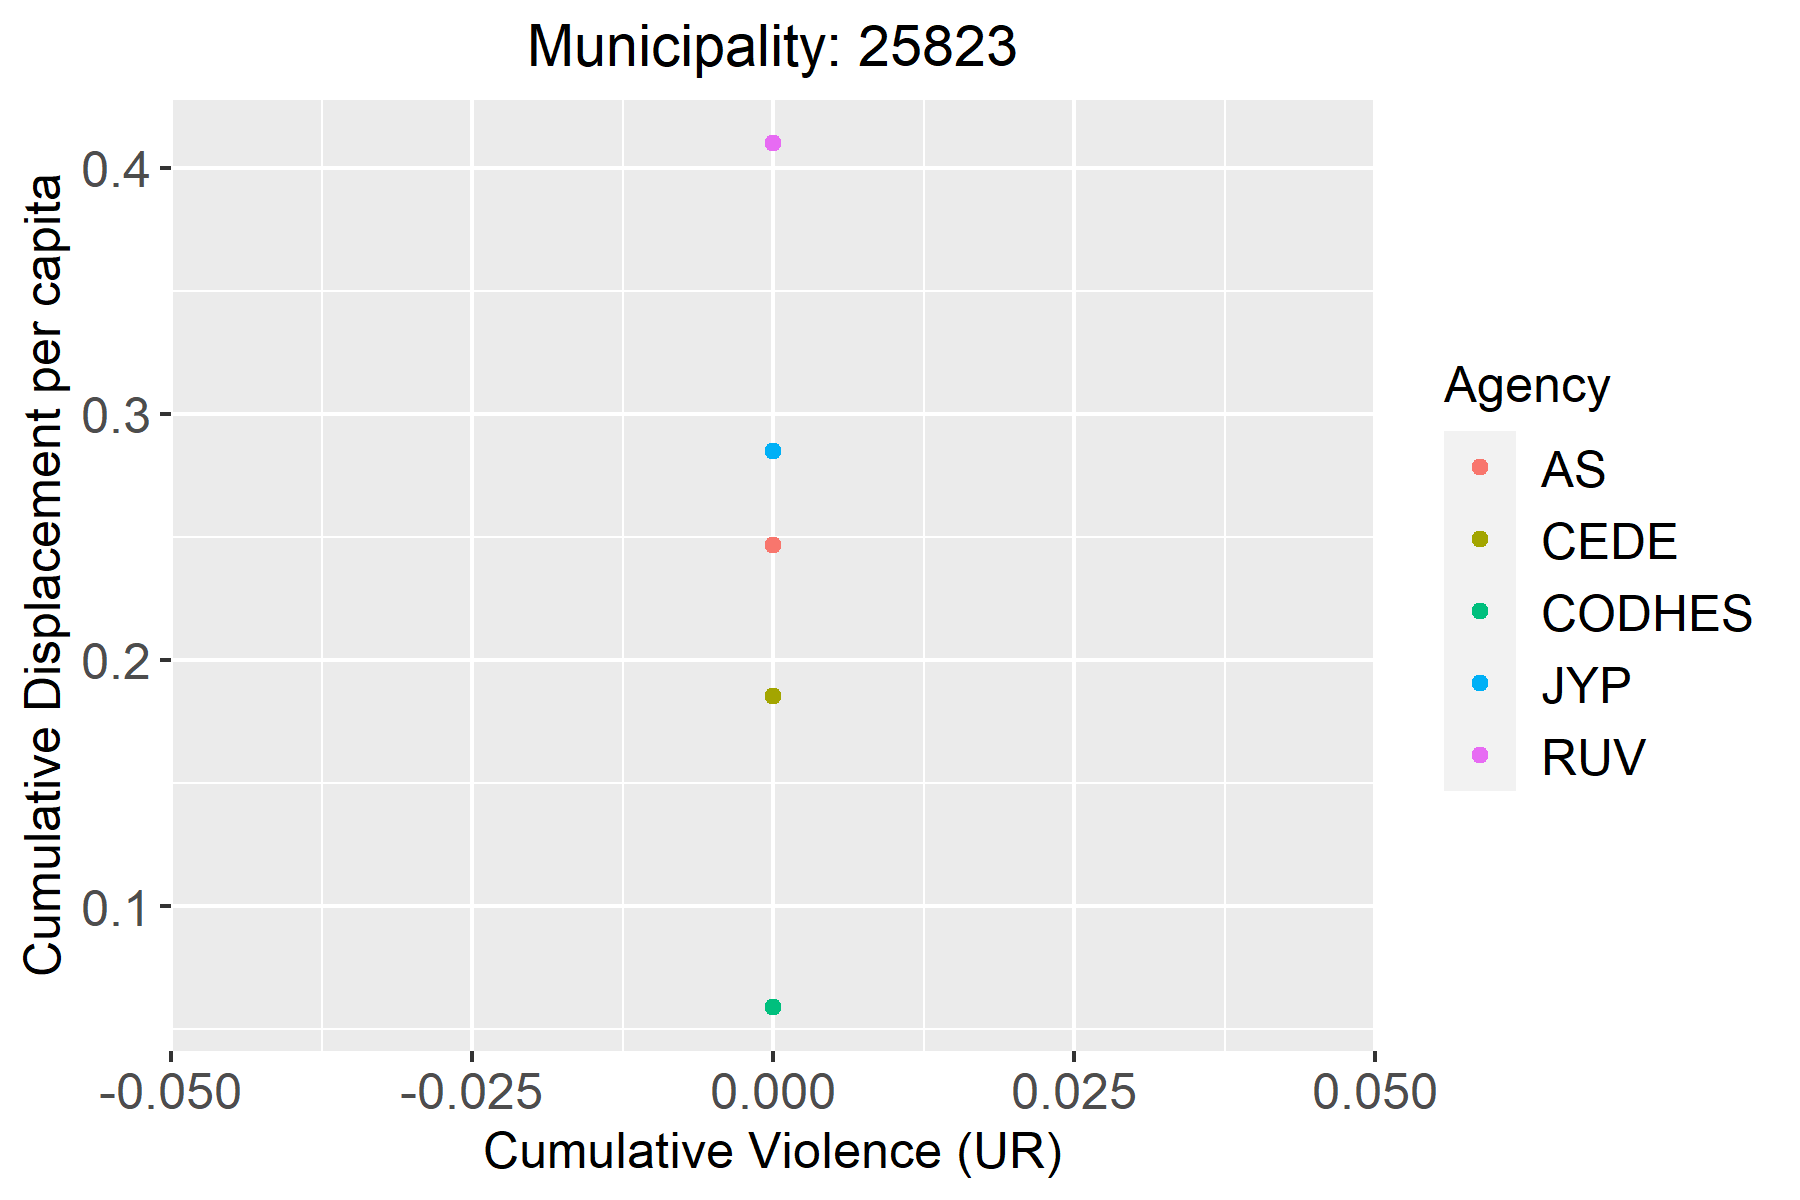 Municipality: 25823
Cumulative Displacement per capita
0.4
0.3
0.2
0.1
-0.050
-0.025
0.000
0.025
0.050
Cumulative Violence (UR)
Agency
AS
CEDE
CODHES
JYP
RUV